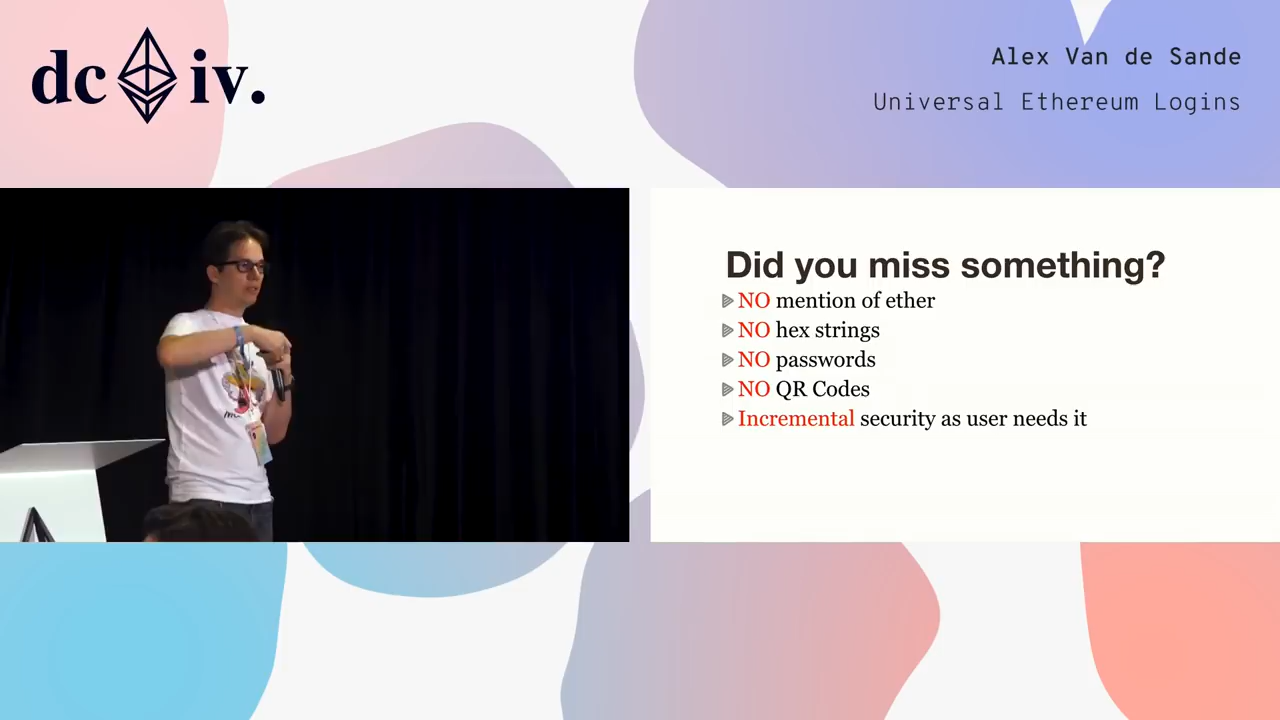 dc iv.
Alex Van de Sande
Universal Ethereum Logins
Did you miss something?
NO mention of ether
NO hex strings
NO passwords
NO QR Codes
Incremental security as user needs it